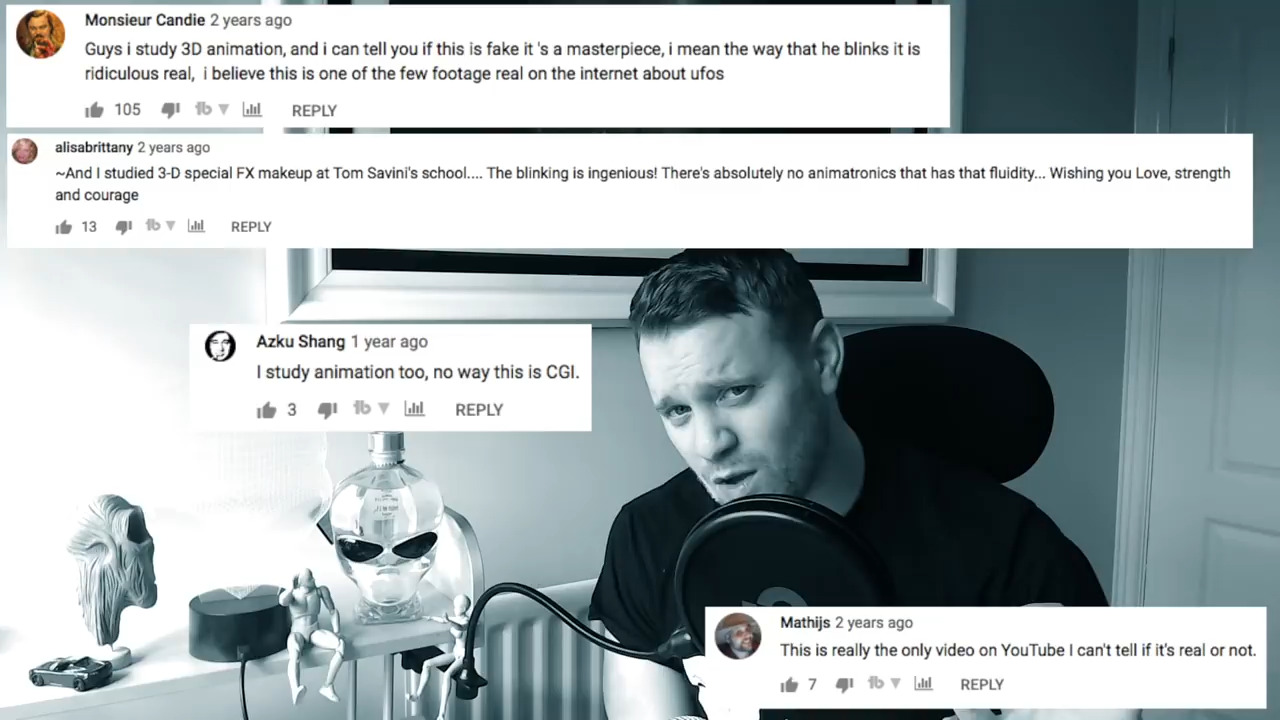 Monsieur Candie 2 years ago
Guys i study 3D animation, and i can tell you if this is fake it 's a masterpiece, i mean the way that he blinks it is
ridiculous real, i believe this is one of the few footage real on the internet about ufos
105 REPLY
alisabrittany 2 years ago
~And I studied 3-D special FX makeup at Tom Savini's school.... The blinking is ingenious! There's absolutely no animatronics that has that fluidity... Wishing you Love, strength
and courage
13 REPLY
Azku Shang 1 year ago
I study animation too, no way this is CGI.
3 REPLY
Mathijs 2 years ago
This is really the only video on YouTube I can't tell if it's real or not.
7 REPLY